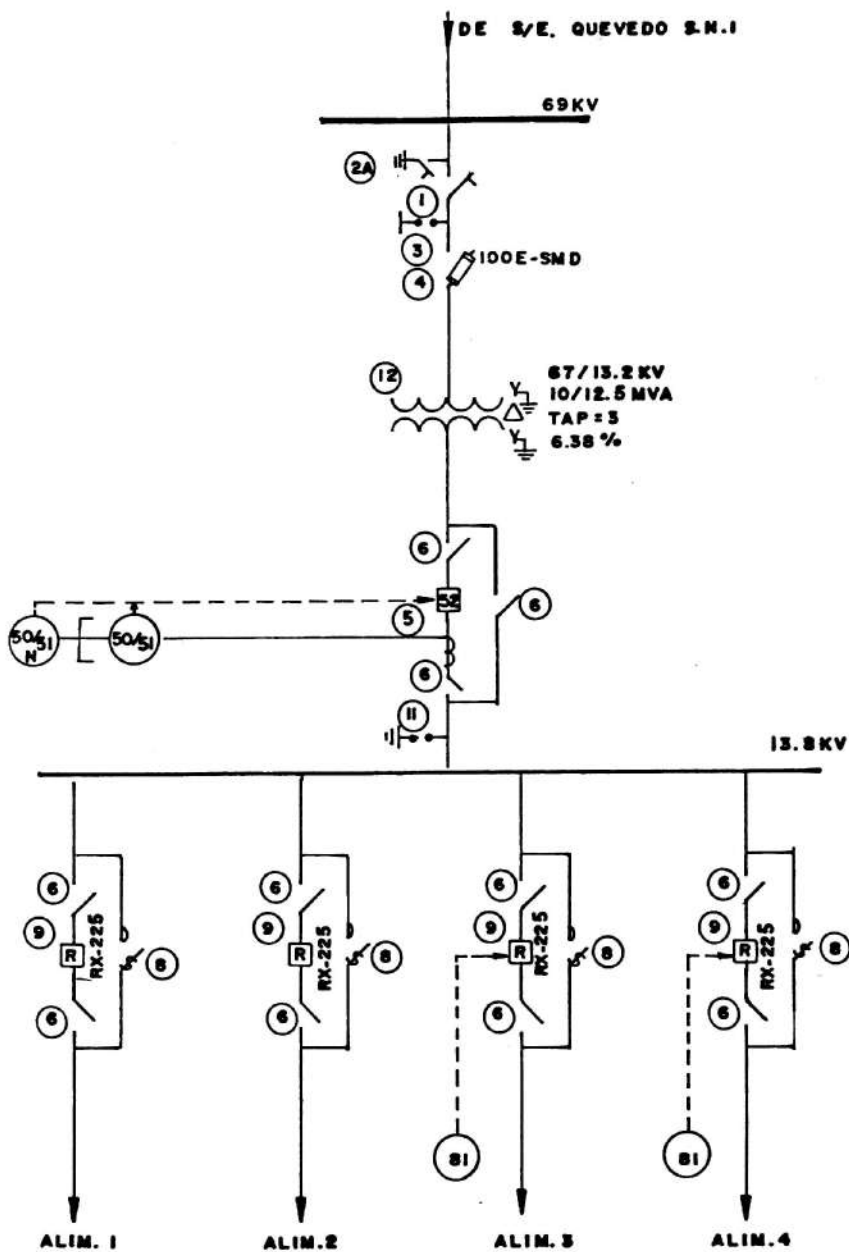 DE S/E. QUEVEDO S.N.1
69KV
2A
1
3
100E-SMD
4
12
67/13.2 KV
10/12.5 MVA
TAP = 3
6.38 %
6
52
6
5
50/51
N
50/51
6
11
13.8KV
6
6
6
6
9
9
9
9
R
RX-225
8
R
RX-225
8
R
RX-225
8
R
RX-225
8
6
6
6
6
81
81
ALIM. 1
ALIM.2
ALIM.3
ALIM.4